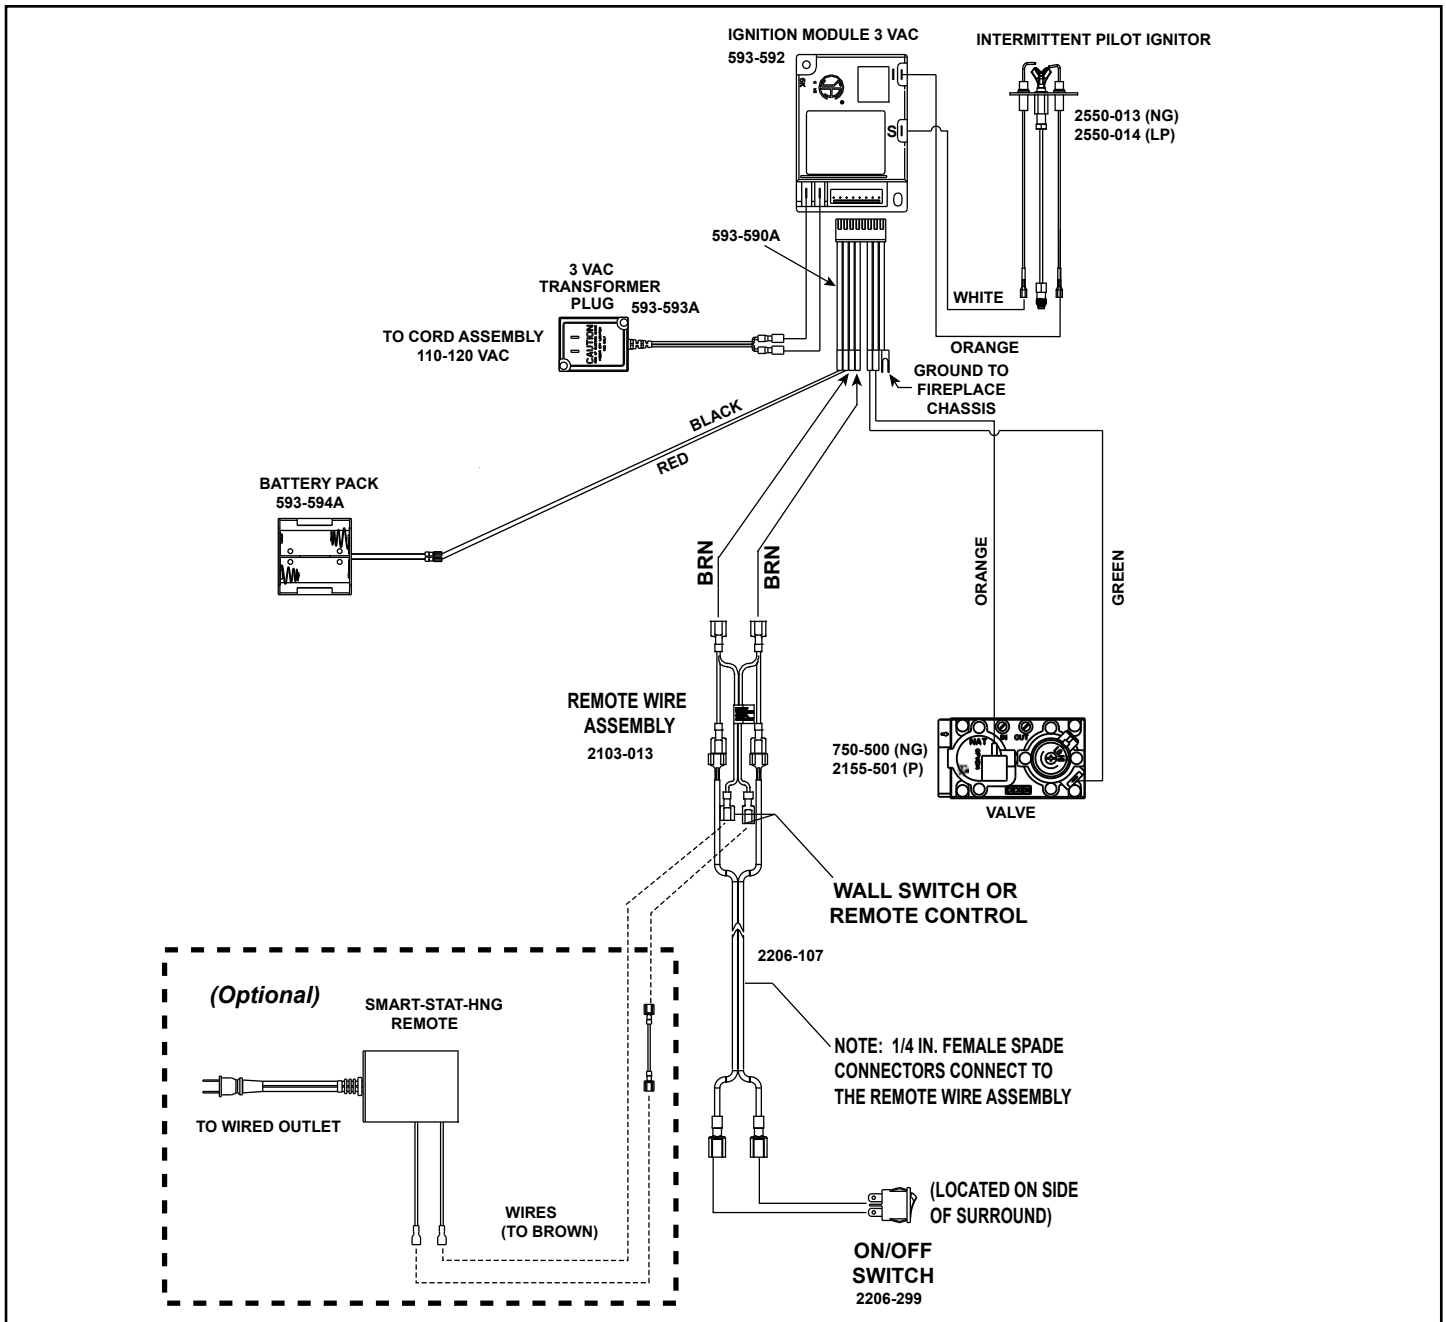 IGNITION MODULE 3 VAC
593-592
INTERMITTENT PILOT IGNITOR
I
S
2550-013 (NG)
2550-014 (LP)
593-590A
3 VAC
TRANSFORMER
PLUG
593-593A
CAUTION
TO CORD ASSEMBLY
110-120 VAC
WHITE
ORANGE
GROUND TO
FIREPLACE
CHASSIS
BLACK
RED
BATTERY PACK
593-594A
BRN
BRN
ORANGE
GREEN
REMOTE WIRE
ASSEMBLY
2103-013
750-500 (NG)
2155-501 (P)
NAT
IN
OUT
VALVE
WALL SWITCH OR
REMOTE CONTROL
2206-107
(Optional)
SMART-STAT-HNG
REMOTE
TO WIRED OUTLET
WIRES
(TO BROWN)
NOTE: 1/4 IN. FEMALE SPADE
CONNECTORS CONNECT TO
THE REMOTE WIRE ASSEMBLY
(LOCATED ON SIDE
OF SURROUND)
ON/OFF
SWITCH
2206-299